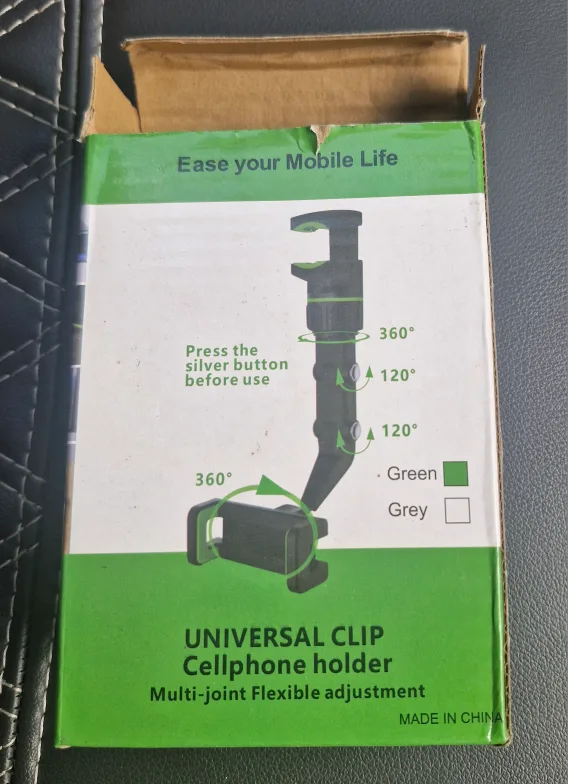 Ease your Mobile Life
360°
Press the
silver button
before use
120°
120°
360°
Green
Grey
UNIVERSAL CLIP
Cellphone holder
Multi-joint Flexible adjustment
MADE IN CHINA